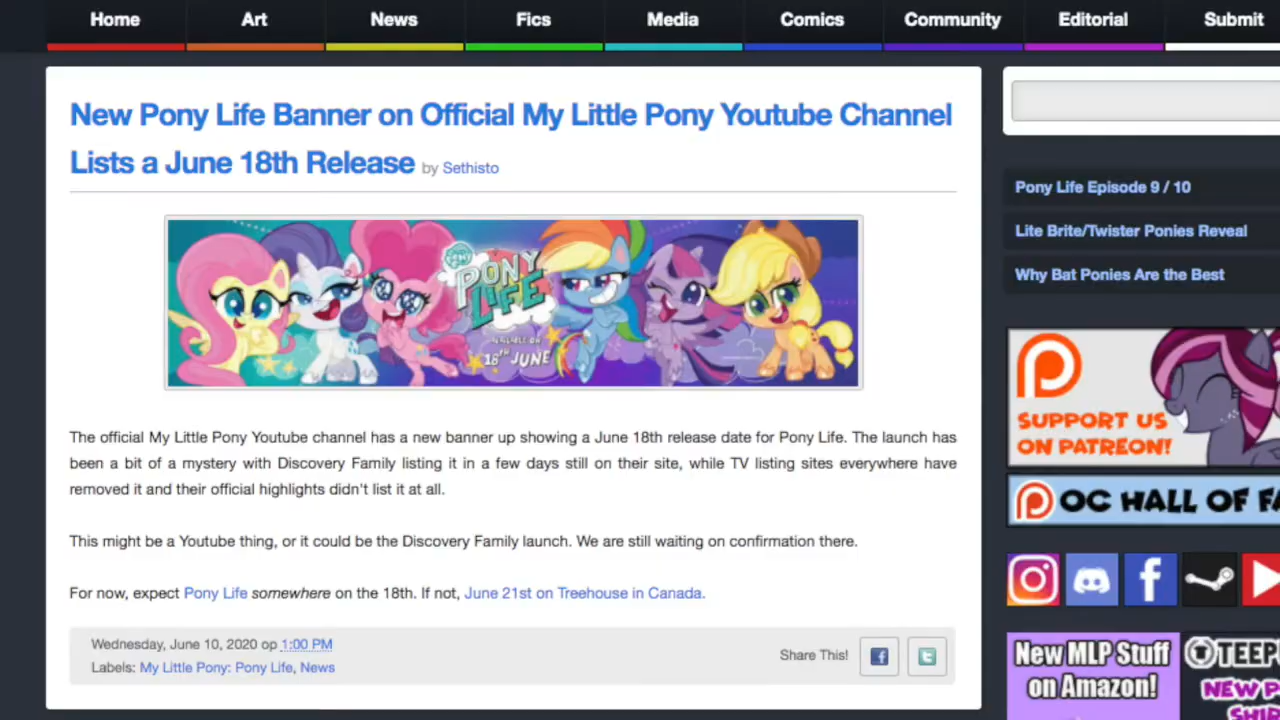 Home Art News Fics Media Comics Community Editorial Submit
New Pony Life Banner on Official My Little Pony Youtube Channel
Lists a June 18th Release by Sethisto
PONY
LIFE
AVAILABLE ON
18TH JUNE
The official My Little Pony Youtube channel has a new banner up showing a June 18th release date for Pony Life. The launch has
been a bit of a mystery with Discovery Family listing it in a few days still on their site, while TV listing sites everywhere have
removed it and their official highlights didn't list it at all.
This might be a Youtube thing, or it could be the Discovery Family launch. We are still waiting on confirmation there.
For now, expect Pony Life somewhere on the 18th. If not, June 21st on Treehouse in Canada.
Wednesday, June 10, 2020 op 1:00 PM
Labels: My Little Pony: Pony Life, News
Share This!
Pony Life Episode 9 / 10
Lite Brite/Twister Ponies Reveal
Why Bat Ponies Are the Best
SUPPORT US
ON PATREON!
OC HALL OF FA
New MLP Stuff
on Amazon!
TEEPU
NEW P